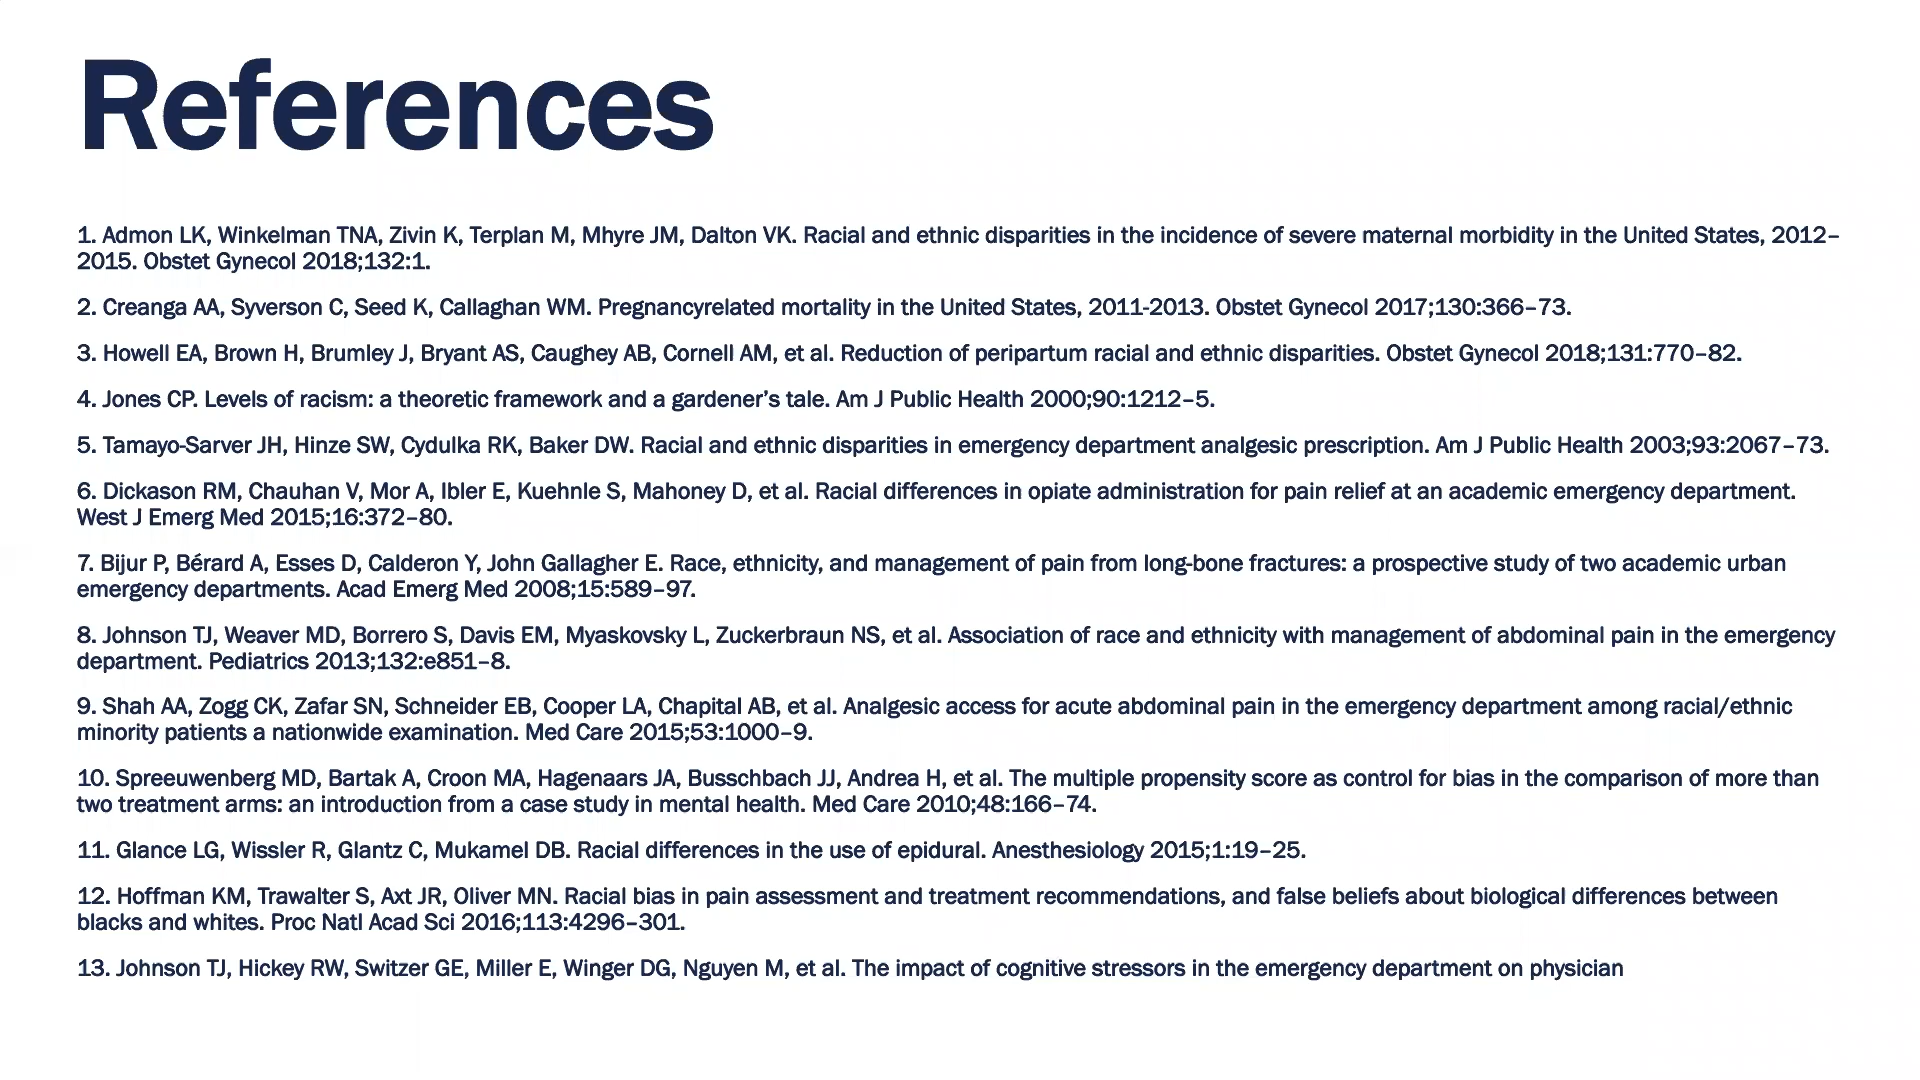 References
1. Admon LK, Winkelman TNA, Zivin K, Terplan M, Mhyre JM, Dalton VK. Racial and ethnic disparities in the incidence of severe maternal morbidity in the United States, 2012–
2015. Obstet Gynecol 2018;132:1.
2. Creanga AA, Syverson C, Seed K, Callaghan WM. Pregnancyrelated mortality in the United States, 2011-2013. Obstet Gynecol 2017;130:366–73.
3. Howell EA, Brown H, Brumley J, Bryant AS, Caughey AB, Cornell AM, et al. Reduction of peripartum racial and ethnic disparities. Obstet Gynecol 2018;131:770–82.
4. Jones CP. Levels of racism: a theoretic framework and a gardener’s tale. Am J Public Health 2000;90:1212–5.
5. Tamayo-Sarver JH, Hinze SW, Cydulka RK, Baker DW. Racial and ethnic disparities in emergency department analgesic prescription. Am J Public Health 2003;93:2067–73.
6. Dickason RM, Chauhan V, Mor A, Ibler E, Kuehnle S, Mahoney D, et al. Racial differences in opiate administration for pain relief at an academic emergency department.
West J Emerg Med 2015;16:372–80.
7. Bijur P, Bérard A, Esses D, Calderon Y, John Gallagher E. Race, ethnicity, and management of pain from long-bone fractures: a prospective study of two academic urban
emergency departments. Acad Emerg Med 2008;15:589–97.
8. Johnson TJ, Weaver MD, Borrero S, Davis EM, Myaskovsky L, Zuckerbraun NS, et al. Association of race and ethnicity with management of abdominal pain in the emergency
department. Pediatrics 2013;132:e851–8.
9. Shah AA, Zogg CK, Zafar SN, Schneider EB, Cooper LA, Chapital AB, et al. Analgesic access for acute abdominal pain in the emergency department among racial/ethnic
minority patients a nationwide examination. Med Care 2015;53:1000–9.
10. Spreeuwenberg MD, Bartak A, Croon MA, Hagenaars JA, Busschbach JJ, Andrea H, et al. The multiple propensity score as control for bias in the comparison of more than
two treatment arms: an introduction from a case study in mental health. Med Care 2010;48:166–74.
11. Glance LG, Wissler R, Glantz C, Mukamel DB. Racial differences in the use of epidural. Anesthesiology 2015;1:19–25.
12. Hoffman KM, Trawalter S, Axt JR, Oliver MN. Racial bias in pain assessment and treatment recommendations, and false beliefs about biological differences between
blacks and whites. Proc Natl Acad Sci 2016;113:4296–301.
13. Johnson TJ, Hickey RW, Switzer GE, Miller E, Winger DG, Nguyen M, et al. The impact of cognitive stressors in the emergency department on physician